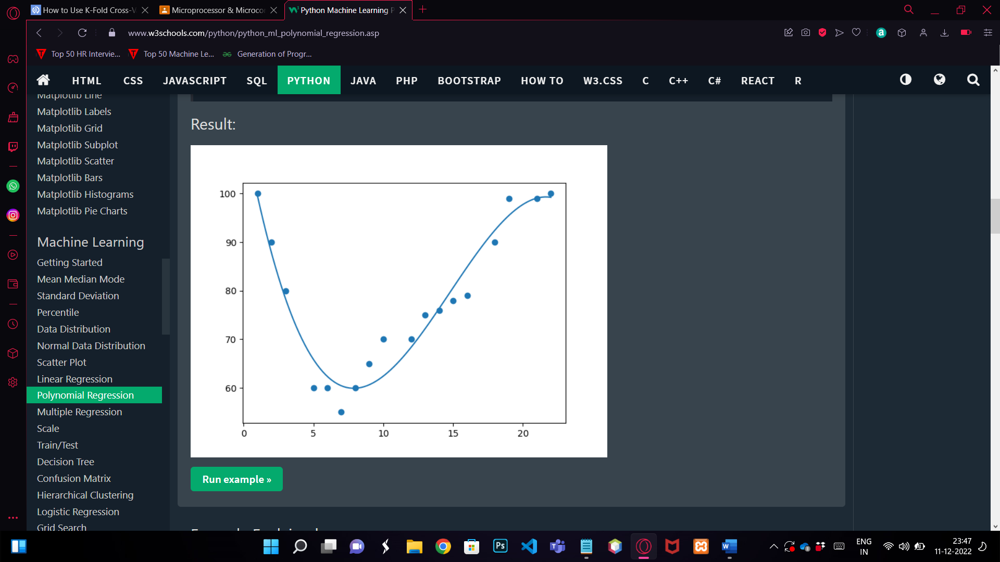 How to Use K-Fold Cross-V
Microprocessor & Microcon
Python Machine Learning P
www.w3schools.com/python/python_ml_polynomial_regression.asp
Top 50 HR Intervie...
Top 50 Machine Le...
Generation of Progr...
HTML
CSS
JAVASCRIPT
SQL
PYTHON
JAVA
PHP
BOOTSTRAP
HOW TO
W3.CSS
C
C++
C#
REACT
R
Matplotlib Line
Matplotlib Labels
Matplotlib Grid
Matplotlib Subplot
Matplotlib Scatter
Matplotlib Bars
Matplotlib Histograms
Matplotlib Pie Charts
Machine Learning
Getting Started
Mean Median Mode
Standard Deviation
Percentile
Data Distribution
Normal Data Distribution
Scatter Plot
Linear Regression
Polynomial Regression
Multiple Regression
Scale
Train/Test
Decision Tree
Confusion Matrix
Hierarchical Clustering
Logistic Regression
Grid Search
Result:
100
90
80
70
60
0
5
10
15
20
Run example »
ENG
IN
23:47
11-12-2022